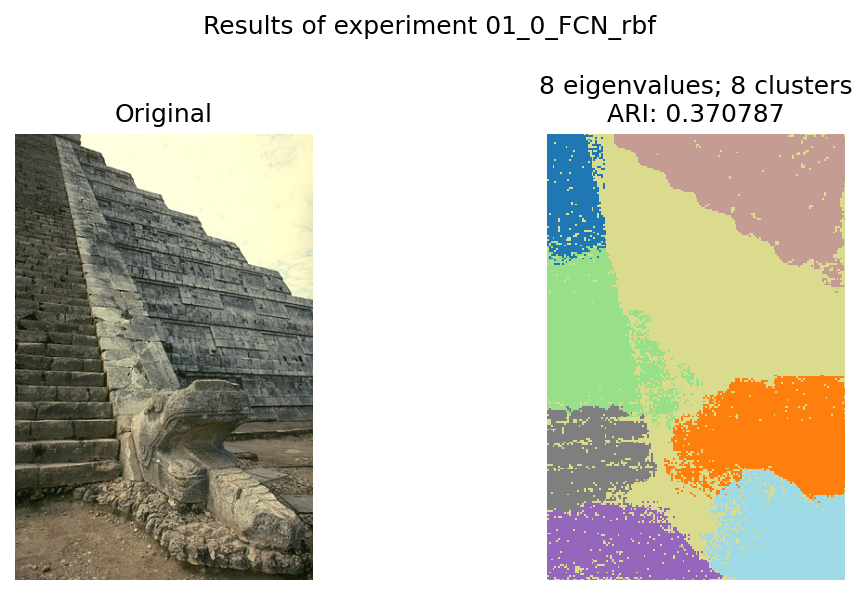 Results of experiment 01_0_FCN_rbf
Original
8 eigenvalues; 8 clusters
ARI: 0.370787